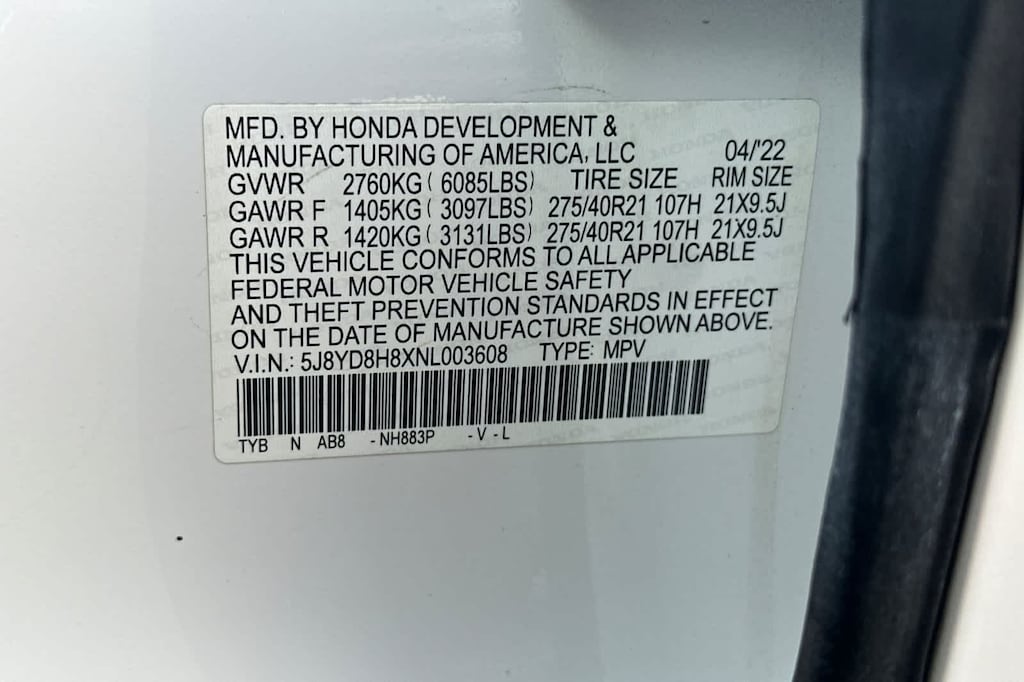 MFD. BY HONDA DEVELOPMENT &
MANUFACTURING OF AMERICA, LLC 04/'22
GVWR 2760KG ( 6085LBS) TIRE SIZE RIM SIZE
GAWR F 1405KG ( 3097LBS) 275/40R21 107H 21X9.5J
GAWR R 1420KG ( 3131LBS) 275/40R21 107H 21X9.5J
THIS VEHICLE CONFORMS TO ALL APPLICABLE
FEDERAL MOTOR VEHICLE SAFETY
AND THEFT PREVENTION STANDARDS IN EFFECT
ON THE DATE OF MANUFACTURE SHOWN ABOVE.
V.I.N.: 5J8YD8H8XNL003608 TYPE: MPV
TYB N AB8 -NH883P -V-L